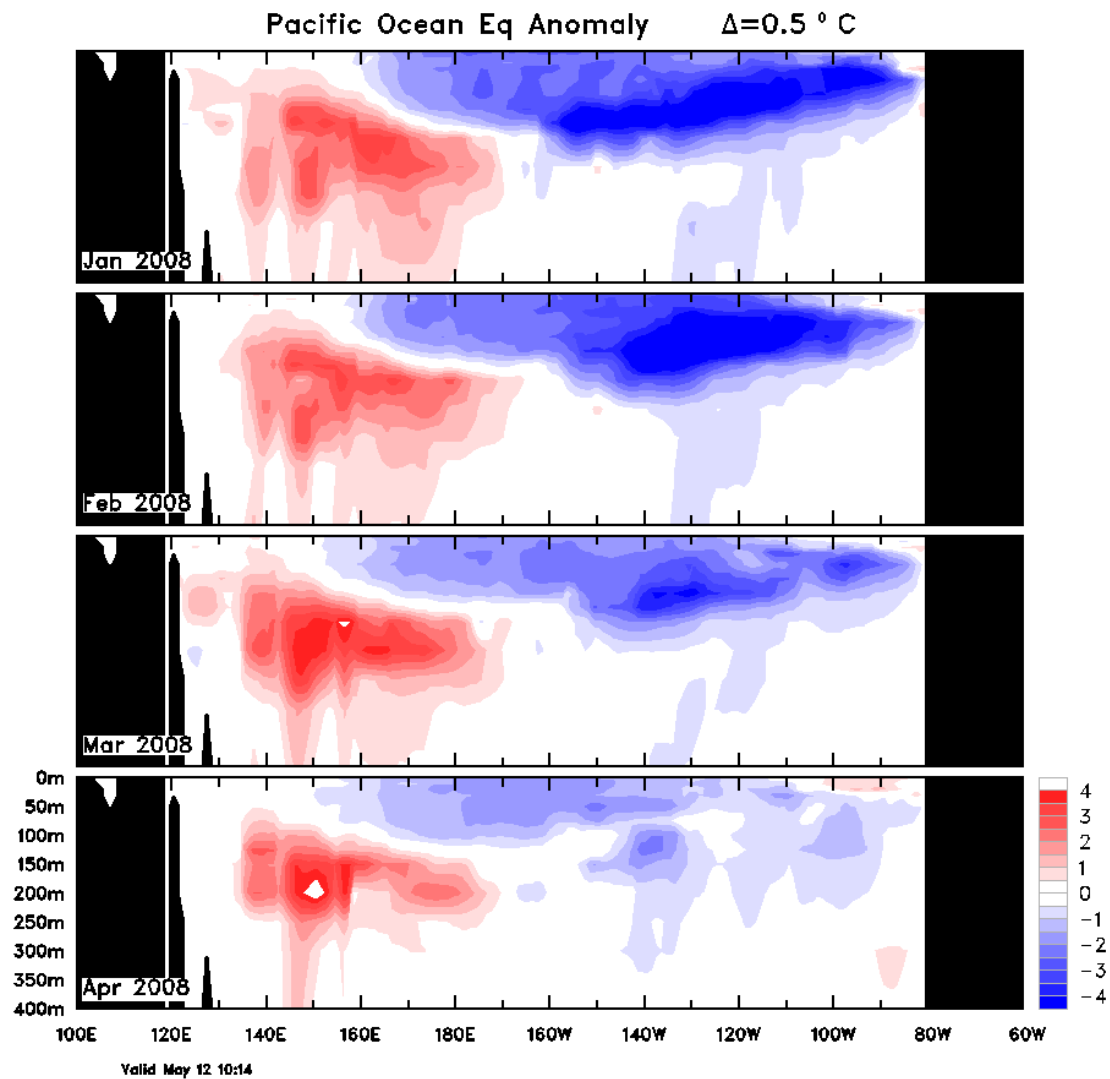 Pacific Ocean Eq Anomaly Δ=0.5 ° C
Jan 2008
Feb 2008
Mar 2008
0m
50m
100m
150m
200m
250m
300m
350m
400m
Apr 2008
4
3
2
1
0
-1
-2
-3
-4
100E 120E 140E 160E 180E 160W 140W 120W 100W 80W 60W
Valid May 12 10:14